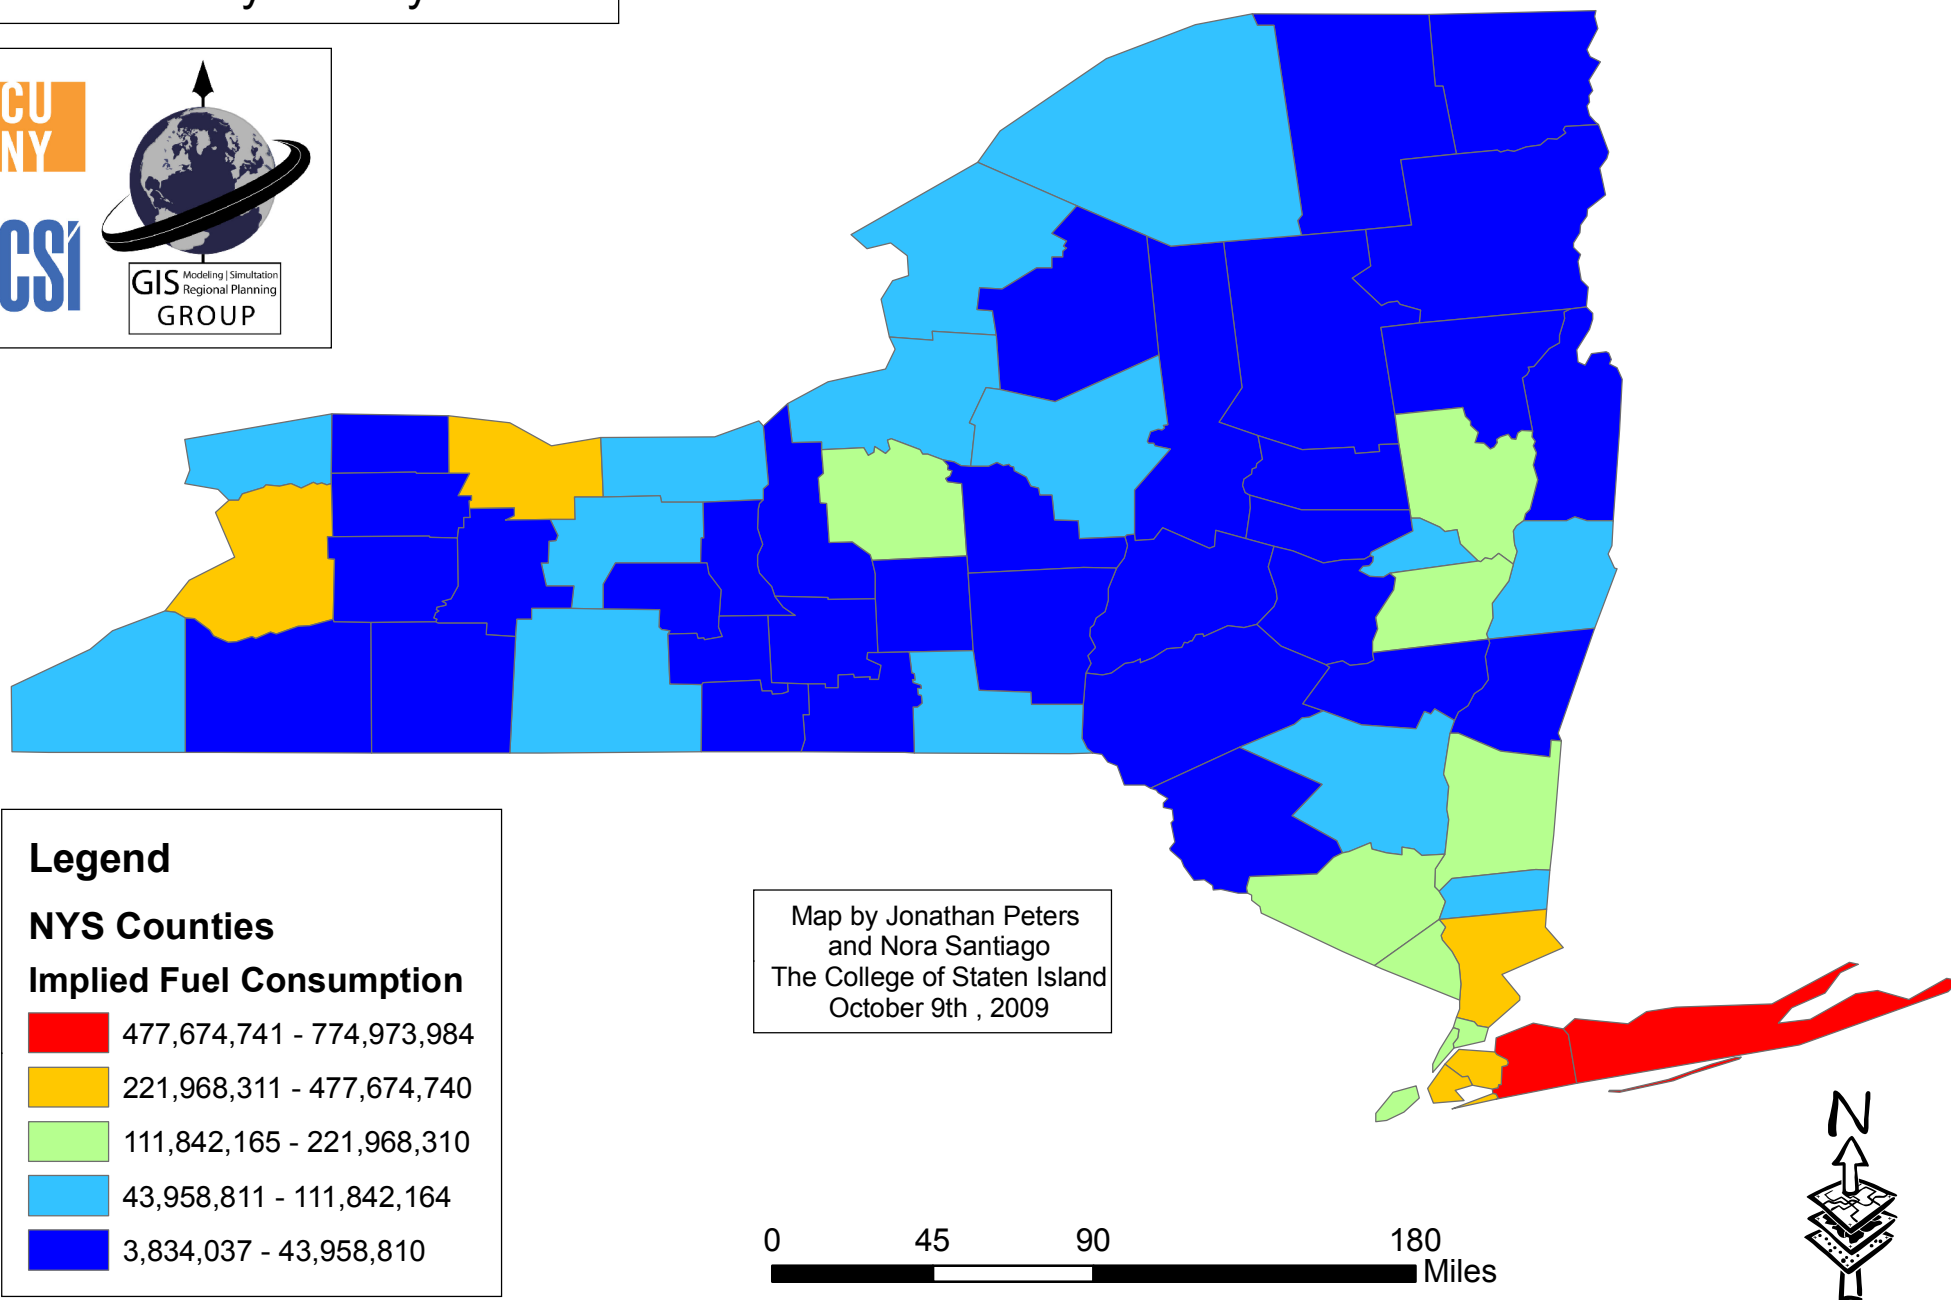 CU
NY
CSI
GIS Modeling | Simultation
Regional Planning
GROUP
Legend
NYS Counties
Implied Fuel Consumption
477,674,741 - 774,973,984
221,968,311 - 477,674,740
111,842,165 - 221,968,310
43,958,811 - 111,842,164
3,834,037 - 43,958,810
Map by Jonathan Peters
and Nora Santiago
The College of Staten Island
October 9th , 2009
0 45 90 180
Miles
N